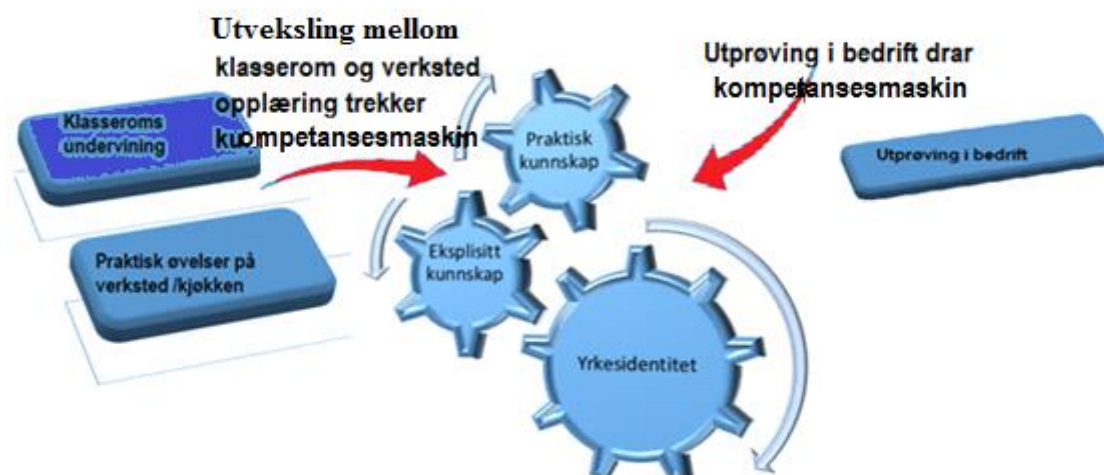 Utveksling mellom
klasserom og verksted
opplæring trekker
kuompetansesmaskin
Utprøving i bedrift drar
kompetansesmaskin
Klasseroms
undervining
Praktisk øvelser på
verksted /kjøkken
Praktisk
kunnskap
Eksplisitt
kunnskap
Yrkesidentitet
Utprøving i bedrift